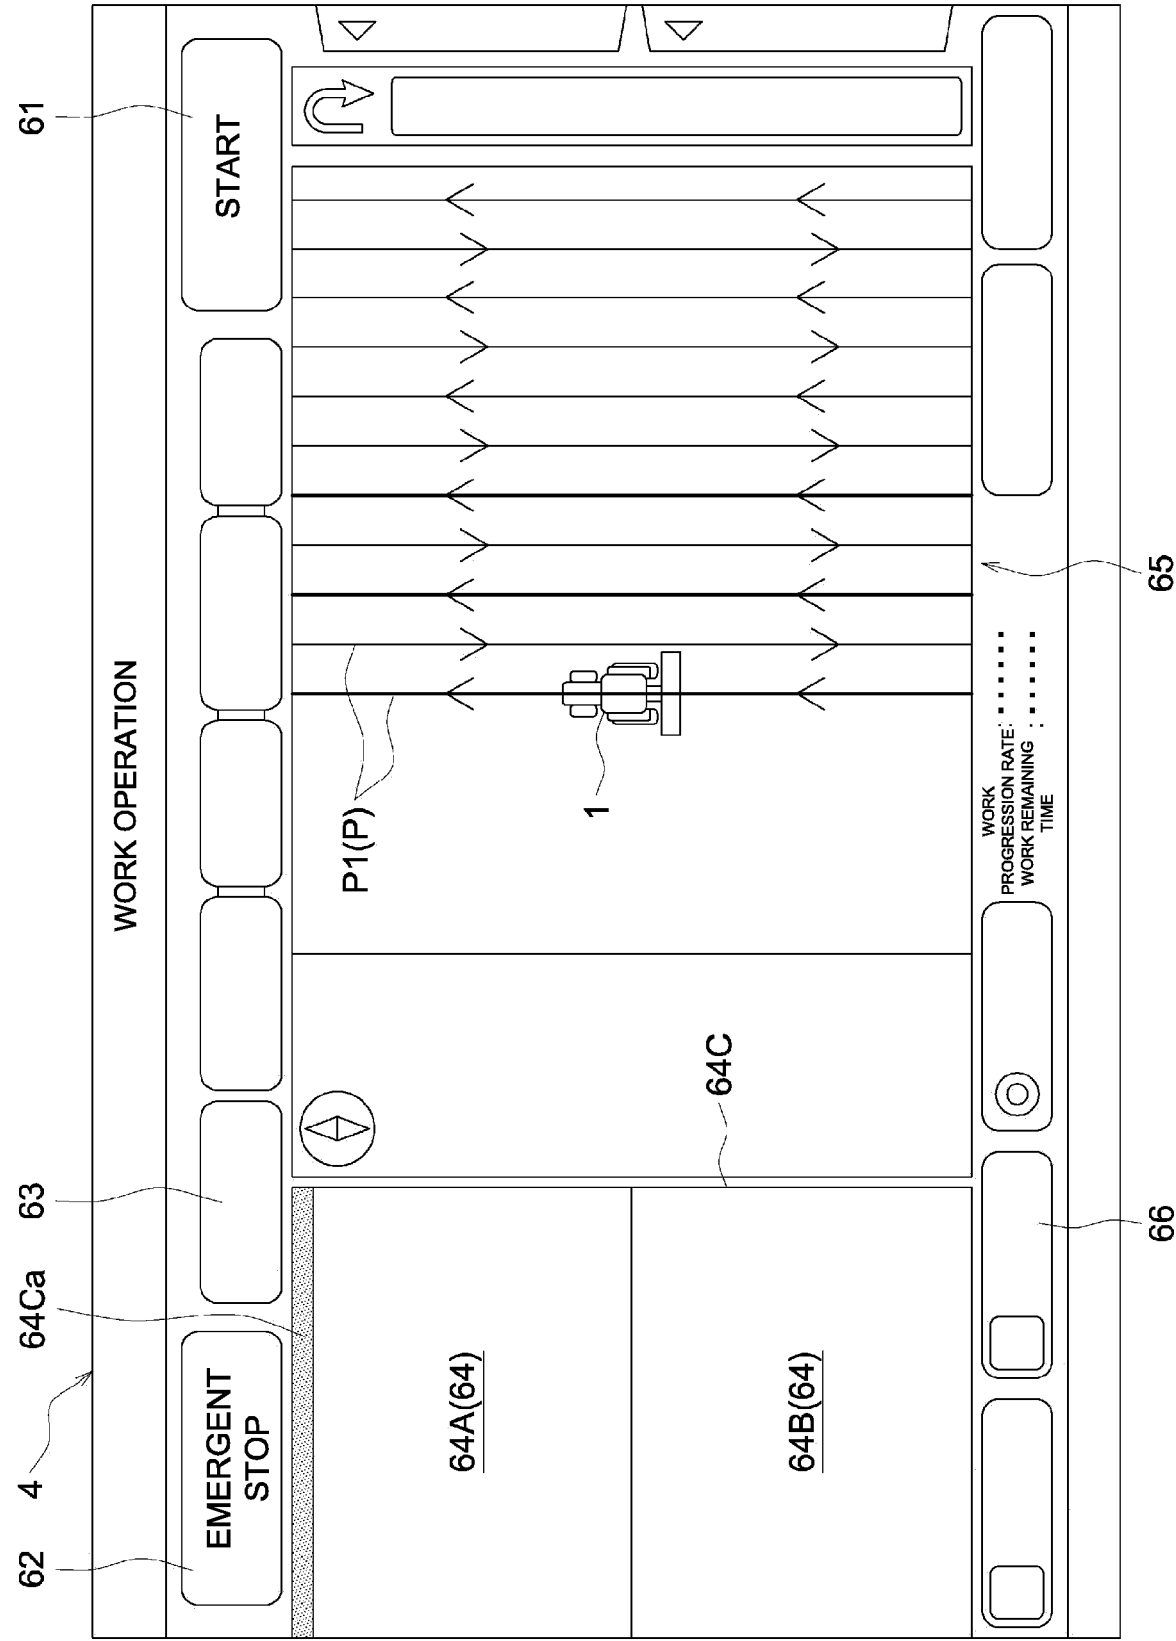 4
64Ca
62
63
61
WORK OPERATION
EMERGENT
STOP
START
P1(P)
64A(64)
1
64B(64)
64C
WORK
PROGRESSION RATE:
WORK REMAINING :
TIME
66
65